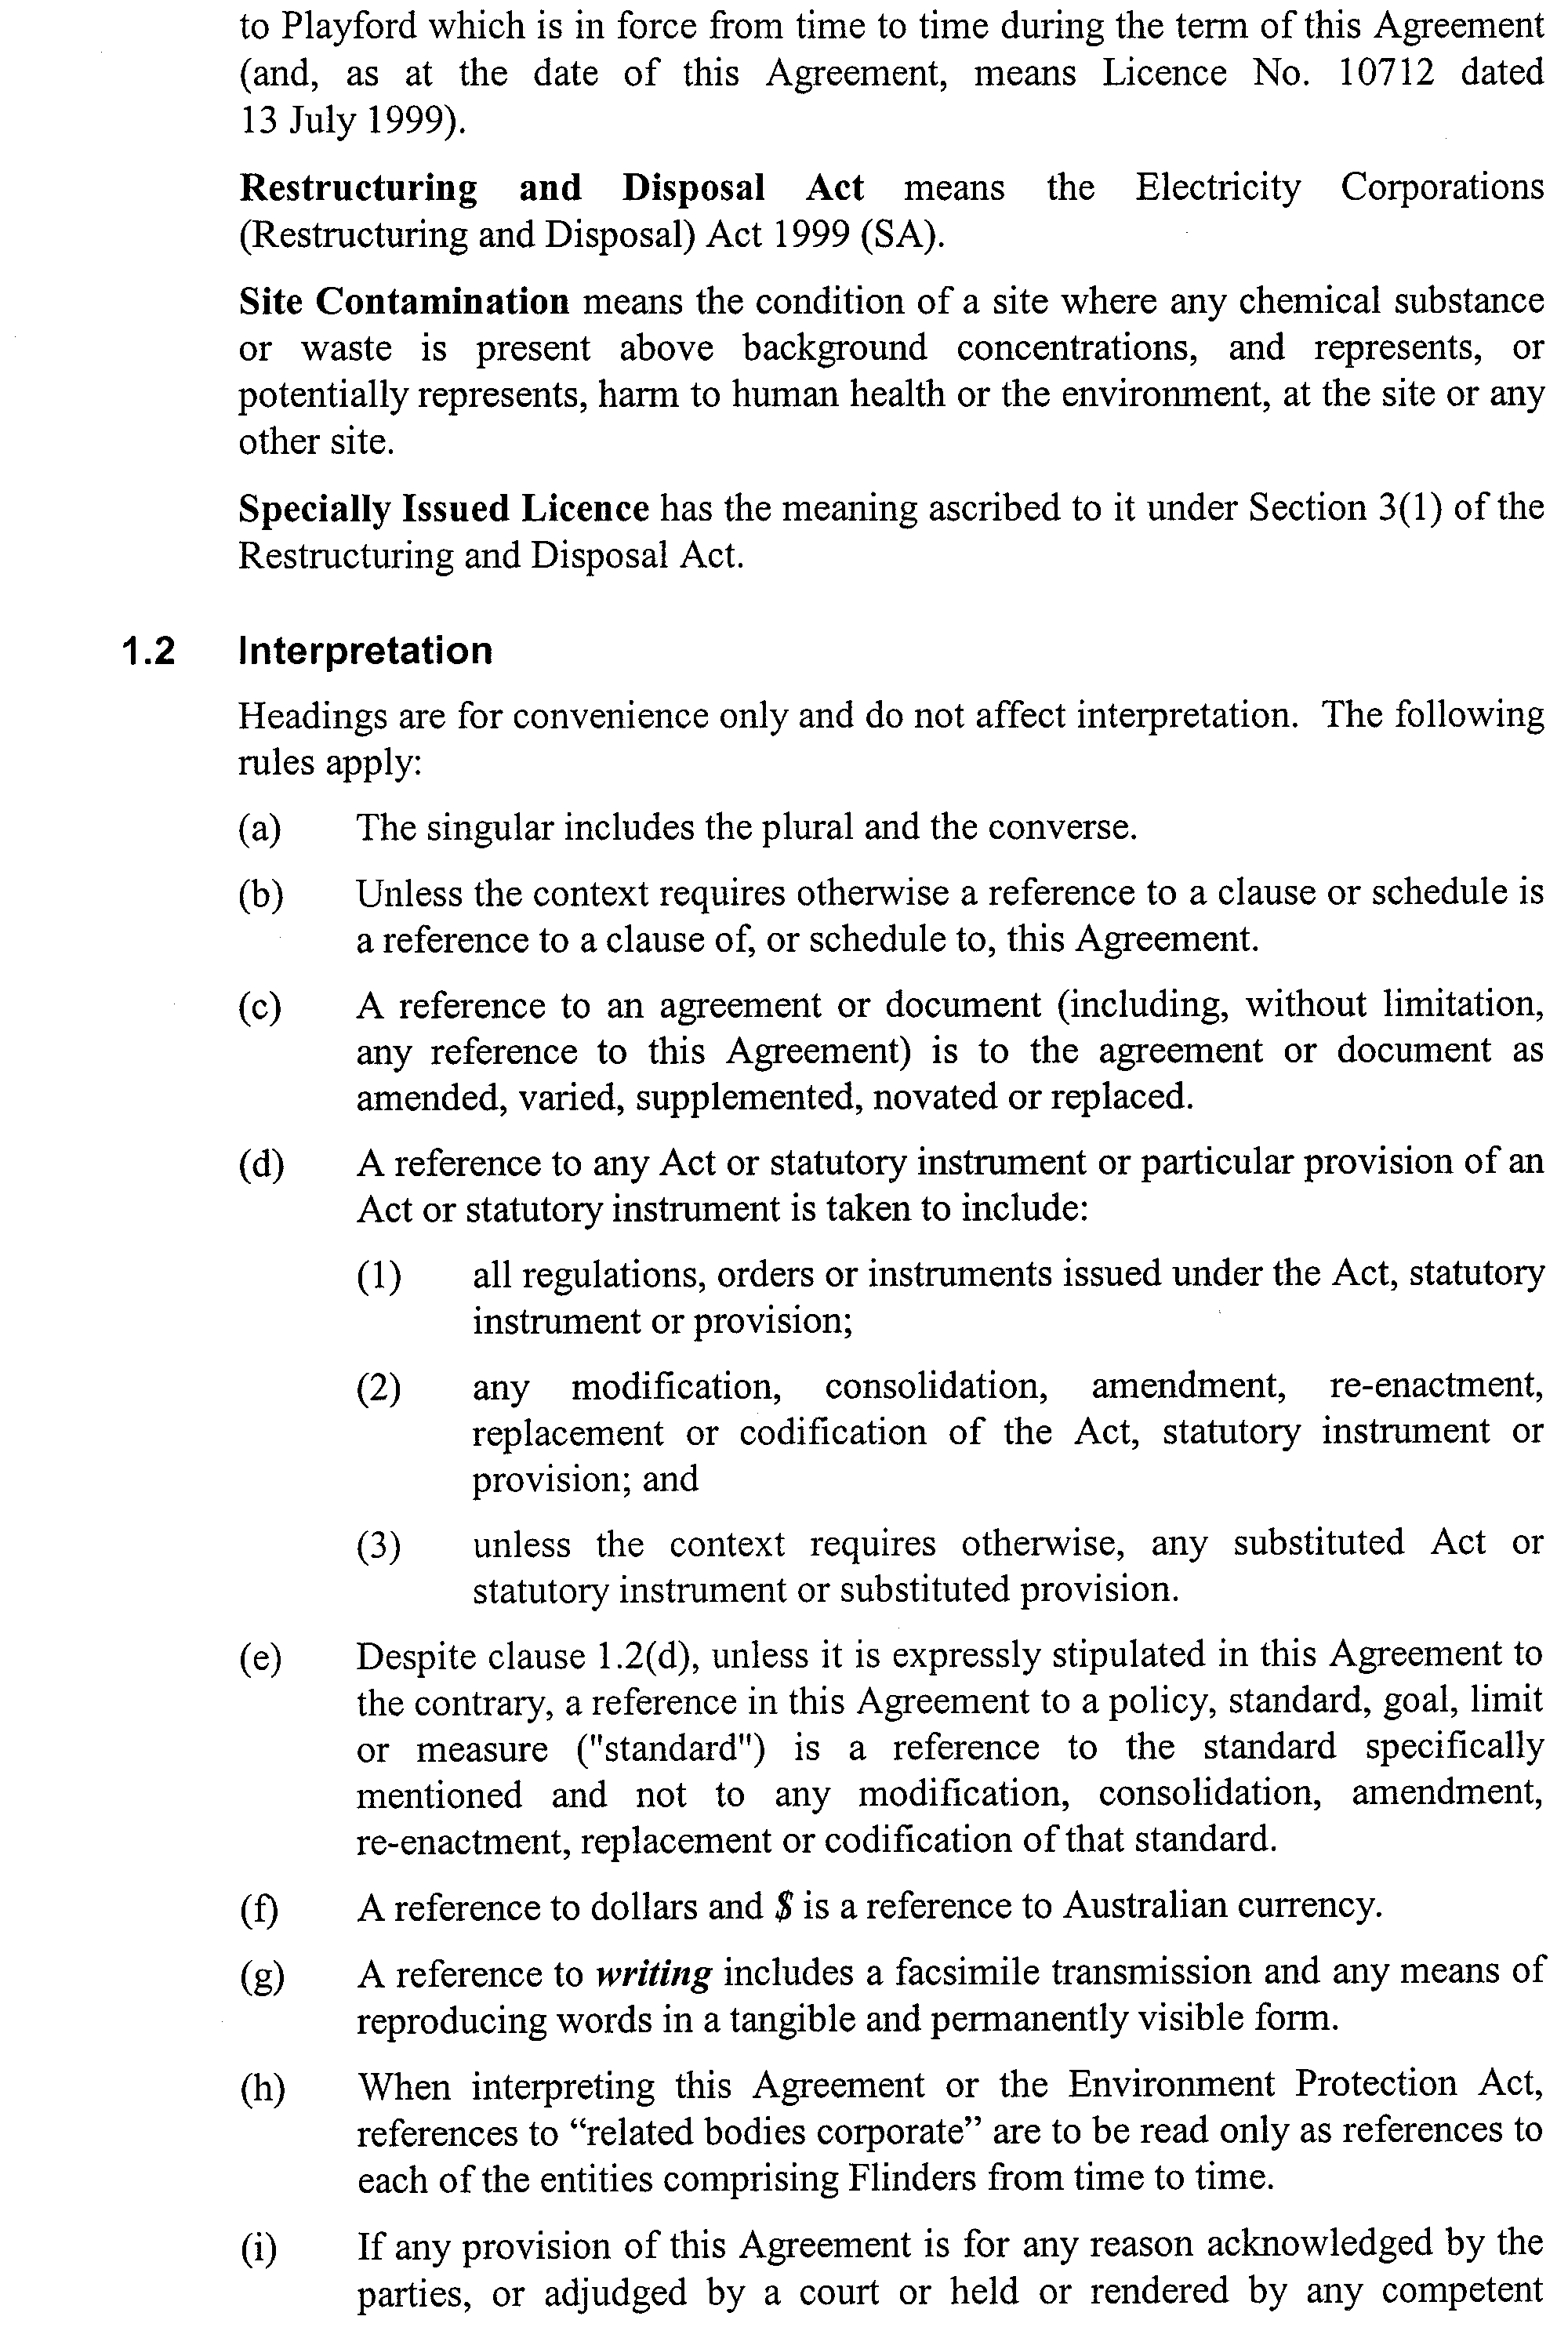 to Playford which is in force from time to time during the term of this Agreement
(and, as at the date of this Agreement, means Licence No. 10712 dated
13 July 1999).
Restructuring and Disposal Act means the Electricity Corporations
(Restructuring and Disposal) Act 1999 (SA).
Site Contamination means the condition of a site where any chemical substance
or waste is present above background concentrations, and represents, or
potentially represents, harm to human health or the environment, at the site or any
other site.
Specially Issued Licence has the meaning ascribed to it under Section 3(1) of the
Restructuring and Disposal Act.
1.2 Interpretation
Headings are for convenience only and do not affect interpretation. The following
rules apply:
(a) The singular includes the plural and the converse.
(b) Unless the context requires otherwise a reference to a clause or schedule is
a reference to a clause of, or schedule to, this Agreement.
(c) A reference to an agreement or document (including, without limitation,
any reference to this Agreement) is to the agreement or document as
amended, varied, supplemented, novated or replaced.
(d) A reference to any Act or statutory instrument or particular provision of an
Act or statutory instrument is taken to include:
(1) all regulations, orders or instruments issued under the Act, statutory
instrument or provision;
(2) any modification, consolidation, amendment, re-enactment,
replacement or codification of the Act, statutory instrument or
provision; and
(3) unless the context requires otherwise, any substituted Act or
statutory instrument or substituted provision.
(e) Despite clause 1.2(d), unless it is expressly stipulated in this Agreement to
the contrary, a reference in this Agreement to a policy, standard, goal, limit
or measure ("standard") is a reference to the standard specifically
mentioned and not to any modification, consolidation, amendment,
re-enactment, replacement or codification of that standard.
(f) A reference to dollars and $ is a reference to Australian currency.
(g) A reference to writing includes a facsimile transmission and any means of
reproducing words in a tangible and permanently visible form.
(h) When interpreting this Agreement or the Environment Protection Act,
references to “related bodies corporate” are to be read only as references to
each of the entities comprising Flinders from time to time.
(i) If any provision of this Agreement is for any reason acknowledged by the
parties, or adjudged by a court or held or rendered by any competent